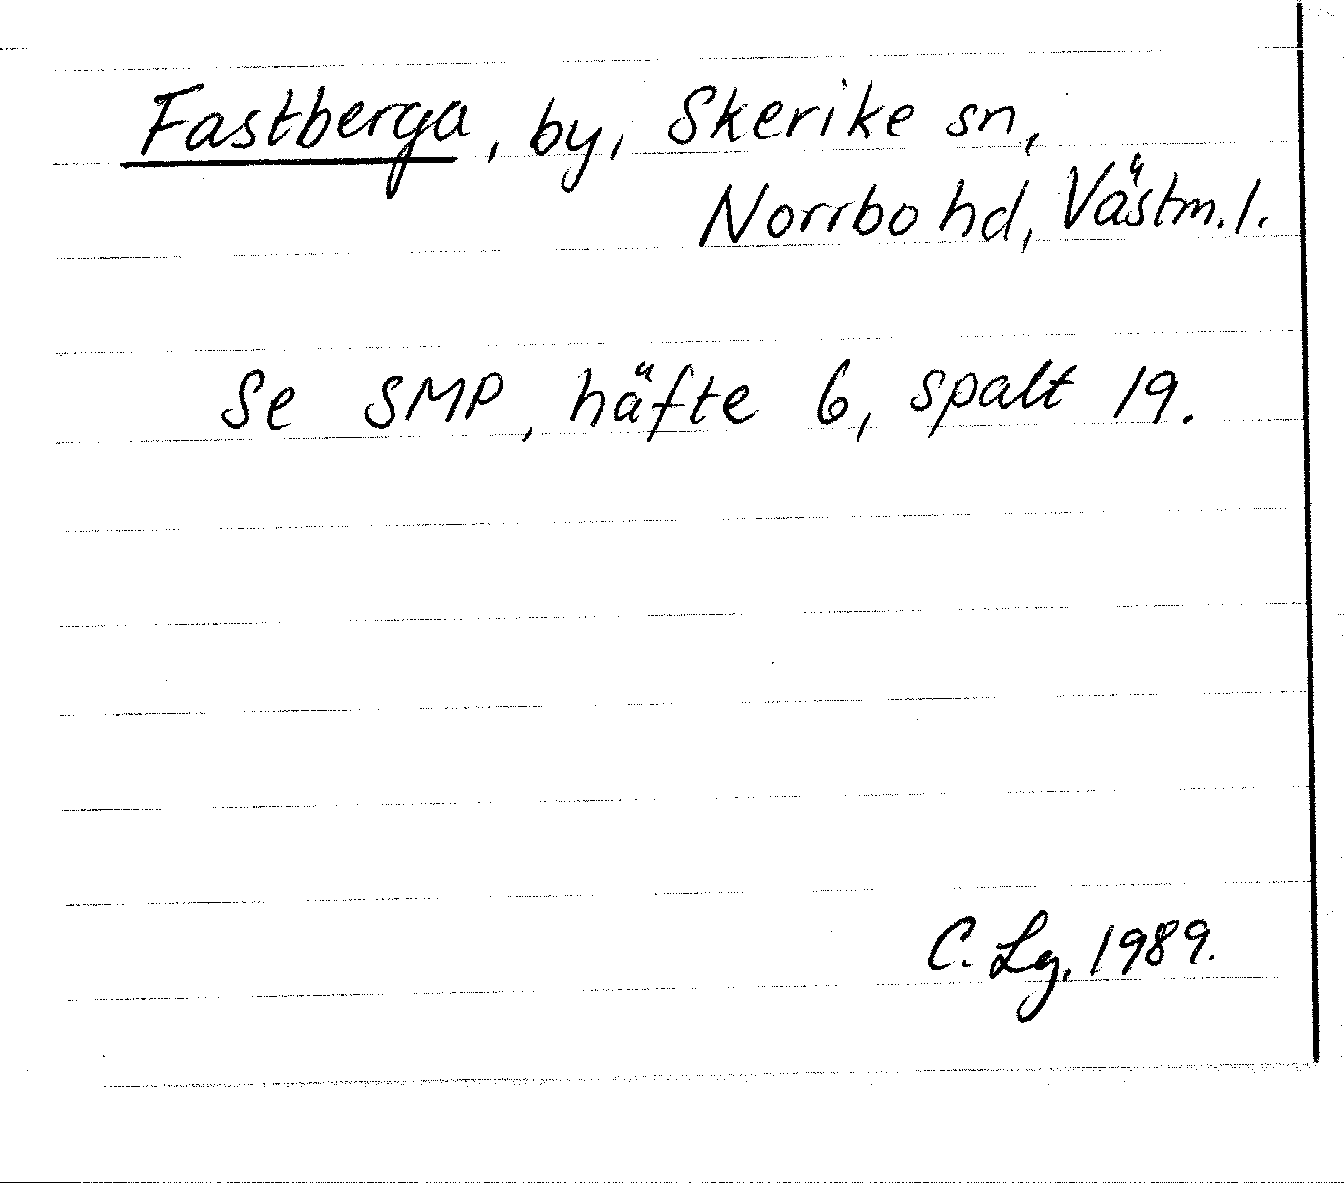 Fastberga, by, Skerike sn,
Norrbo hd, Västm. l.
Se SMP, häfte 6, spalt 19.
C. Lg, 1989.